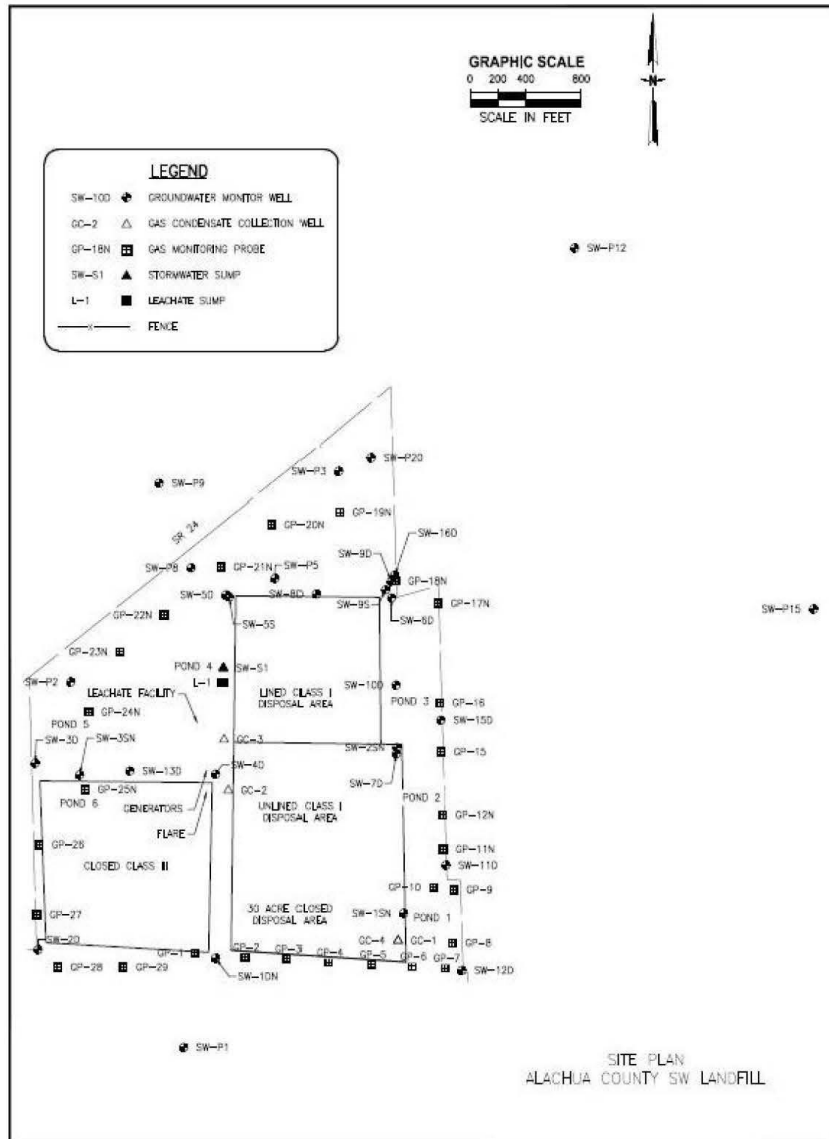 GRAPHIC SCALE
0 200 400 800
SCALE IN FEET
N
LEGEND
SW-10D GROUNDWATER MONITOR WELL
GC-2 GAS CONDENSATE COLLECTION WELL
GP-18N GAS MONITORING PROBE
SW-S1 STORMWATER SUMP
L-1 LEACHATE SUMP
x FENCE
SW-P12
SW-P20
SW-P3
SW-P9
GP-19N
SR 24
GP-20N
SW-16D
SW-9D
SW-P8
GP-21N
SW-P5
GP-18N
SW-5D
SW-8D
SW-9S
SW-6D
GP-17N
SW-P15
GP-22N
SW-5S
GP-23N
POND 4
SW-S1
SW-P2
L-1
LINED CLASS I
DISPOSAL AREA
SW-10D
LEACHATE FACILITY
POND 3
GP-16
GP-24N
POND 5
SW-15D
SW-3D
SW-3SN
GC-3
SW-2SN
GP-15
SW-13D
SW-4D
SW-7D
GP-25N
GC-2
POND 6
GENERATORS
UNLINED CLASS I
DISPOSAL AREA
POND 2
FLARE
GP-12N
GP-26
GP-11N
CLOSED CLASS III
SW-11D
GP-10
GP-9
GP-27
30 ACRE CLOSED
DISPOSAL AREA
SW-1SN
POND 1
SW-2D
GC-4
GC-1
GP-8
GP-1
GP-2
GP-3
GP-4
GP-5
GP-6
GP-7
GP-28
GP-29
SW-1DN
SW-12D
SW-P1
SITE PLAN
ALACHUA COUNTY SW LANDFILL